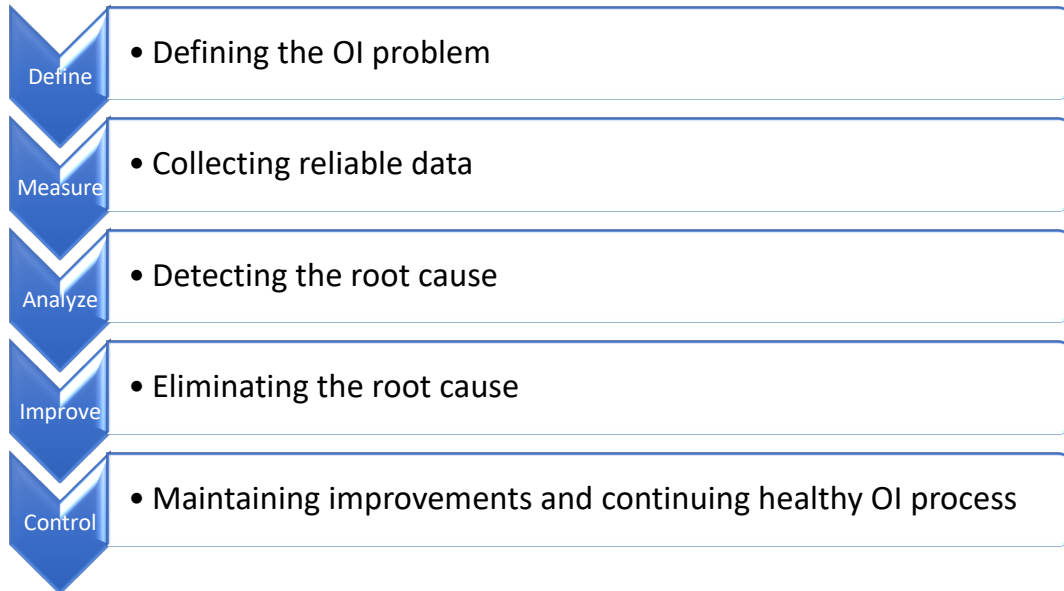 Define
• Defining the OI problem
Measure
• Collecting reliable data
Analyze
• Detecting the root cause
Improve
• Eliminating the root cause
Control
• Maintaining improvements and continuing healthy OI process